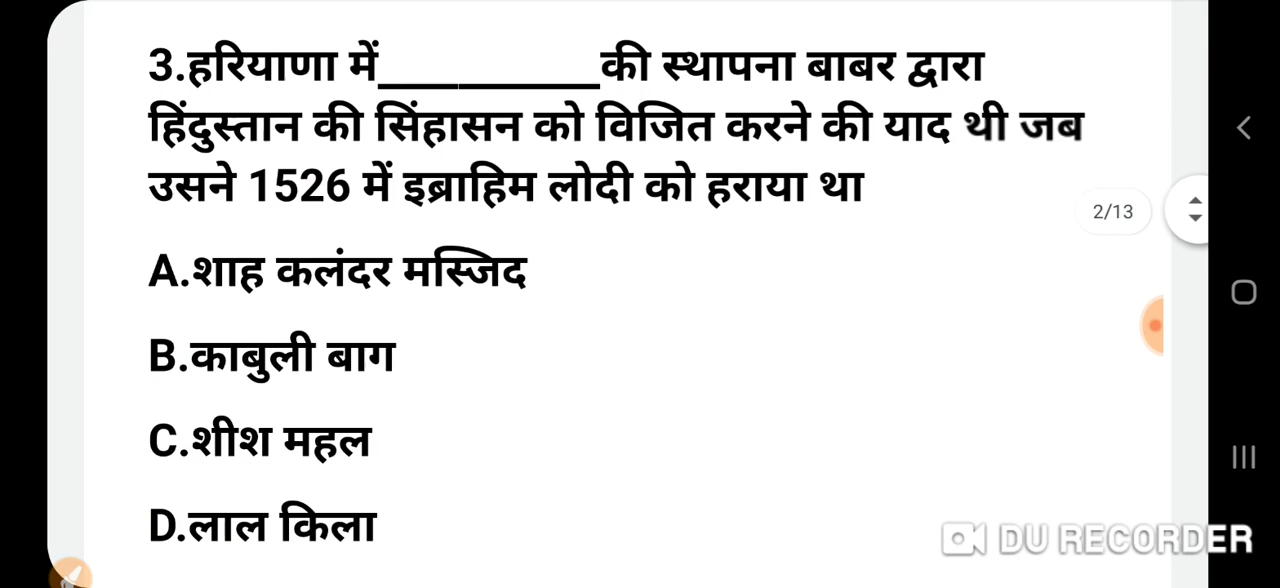 3.हरियाणा में__________की स्थापना बाबर द्वारा
हिंदुस्तान की सिंहासन को विजित करने की याद थी जब
उसने 1526 में इब्राहिम लोदी को हराया था
2/13
A.शाह कलंदर मस्जिद
B.काबुली बाग
C.शीश महल
D.लाल किला
DU RECORDER